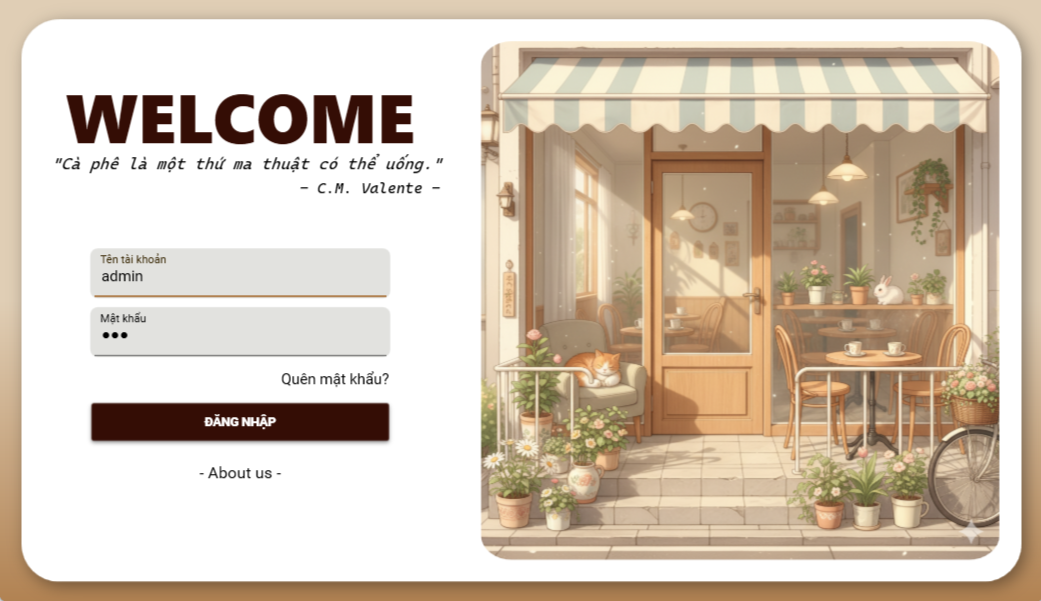 WELCOME
"Cà phê là một thứ ma thuật có thể uống."
– C.M. Valente –
Tên tài khoản
admin
Mật khẩu
●●●
Quên mật khẩu?
ĐĂNG NHẬP
- About us -